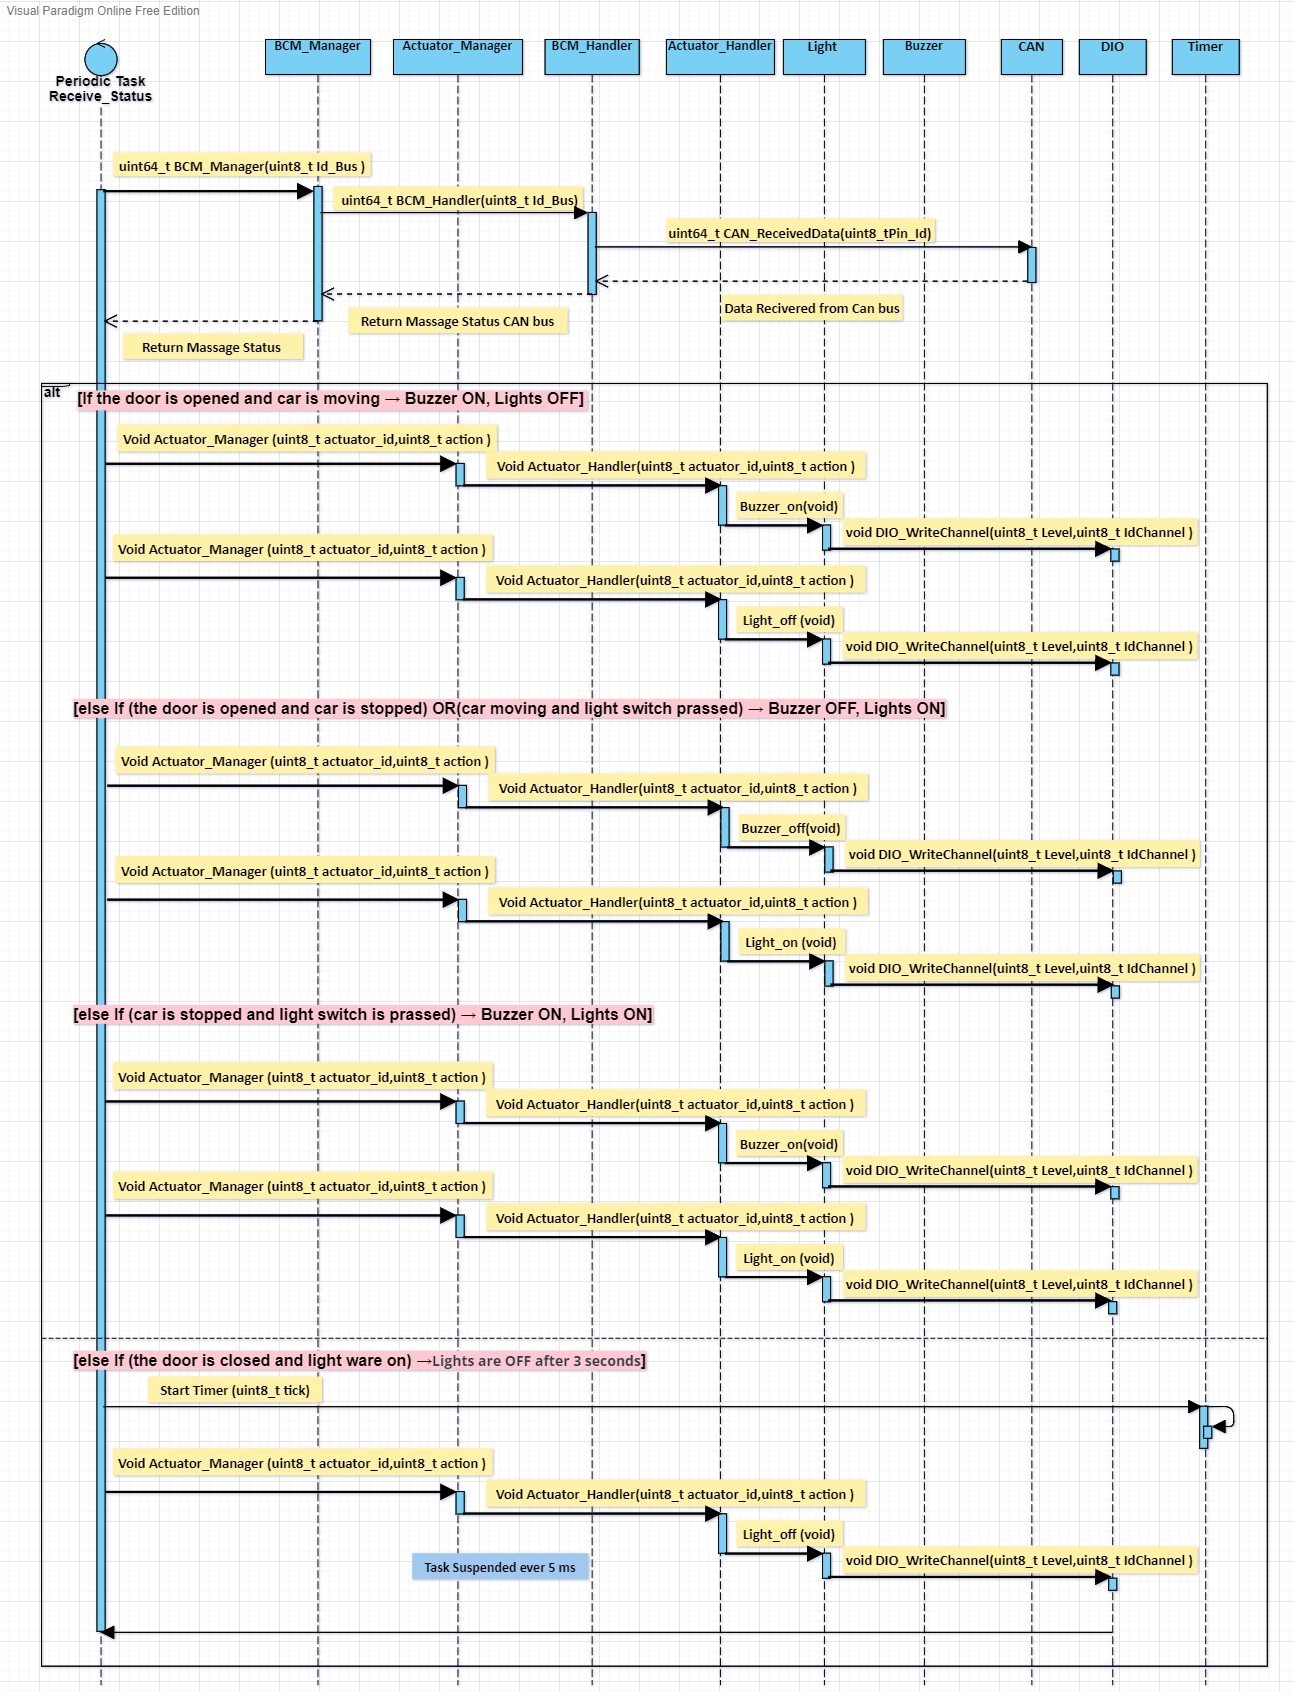 Visual Paradigm Online Free Edition
Periodic Task
Receive_Status
BCM_Manager
Actuator_Manager
BCM_Handler
Actuator_Handler
Light
Buzzer
CAN
DIO
Timer
uint64_t BCM_Manager(uint8_t Id_Bus )
uint64_t BCM_Handler(uint8_t Id_Bus)
uint64_t CAN_ReceivedData(uint8_tPin_Id)
Data Recivered from Can bus
Return Massage Status CAN bus
Return Massage Status
alt
[If the door is opened and car is moving → Buzzer ON, Lights OFF]
Void Actuator_Manager (uint8_t actuator_id,uint8_t action )
Void Actuator_Handler(uint8_t actuator_id,uint8_t action )
Buzzer_on(void)
void DIO_WriteChannel(uint8_t Level,uint8_t IdChannel )
Void Actuator_Manager (uint8_t actuator_id,uint8_t action )
Void Actuator_Handler(uint8_t actuator_id,uint8_t action )
Light_off (void)
void DIO_WriteChannel(uint8_t Level,uint8_t IdChannel )
[else If (the door is opened and car is stopped) OR(car moving and light switch prassed) → Buzzer OFF, Lights ON]
Void Actuator_Manager (uint8_t actuator_id,uint8_t action )
Void Actuator_Handler(uint8_t actuator_id,uint8_t action )
Buzzer_off(void)
void DIO_WriteChannel(uint8_t Level,uint8_t IdChannel )
Void Actuator_Manager (uint8_t actuator_id,uint8_t action )
Void Actuator_Handler(uint8_t actuator_id,uint8_t action )
Light_on (void)
void DIO_WriteChannel(uint8_t Level,uint8_t IdChannel )
[else If (car is stopped and light switch is prassed) → Buzzer ON, Lights ON]
Void Actuator_Manager (uint8_t actuator_id,uint8_t action )
Void Actuator_Handler(uint8_t actuator_id,uint8_t action )
Buzzer_on(void)
void DIO_WriteChannel(uint8_t Level,uint8_t IdChannel )
Void Actuator_Manager (uint8_t actuator_id,uint8_t action )
Void Actuator_Handler(uint8_t actuator_id,uint8_t action )
Light_on (void)
void DIO_WriteChannel(uint8_t Level,uint8_t IdChannel )
[else If (the door is closed and light ware on) →Lights are OFF after 3 seconds]
Start Timer (uint8_t tick)
Void Actuator_Manager (uint8_t actuator_id,uint8_t action )
Void Actuator_Handler(uint8_t actuator_id,uint8_t action )
Light_off (void)
void DIO_WriteChannel(uint8_t Level,uint8_t IdChannel )
Task Suspended ever 5 ms